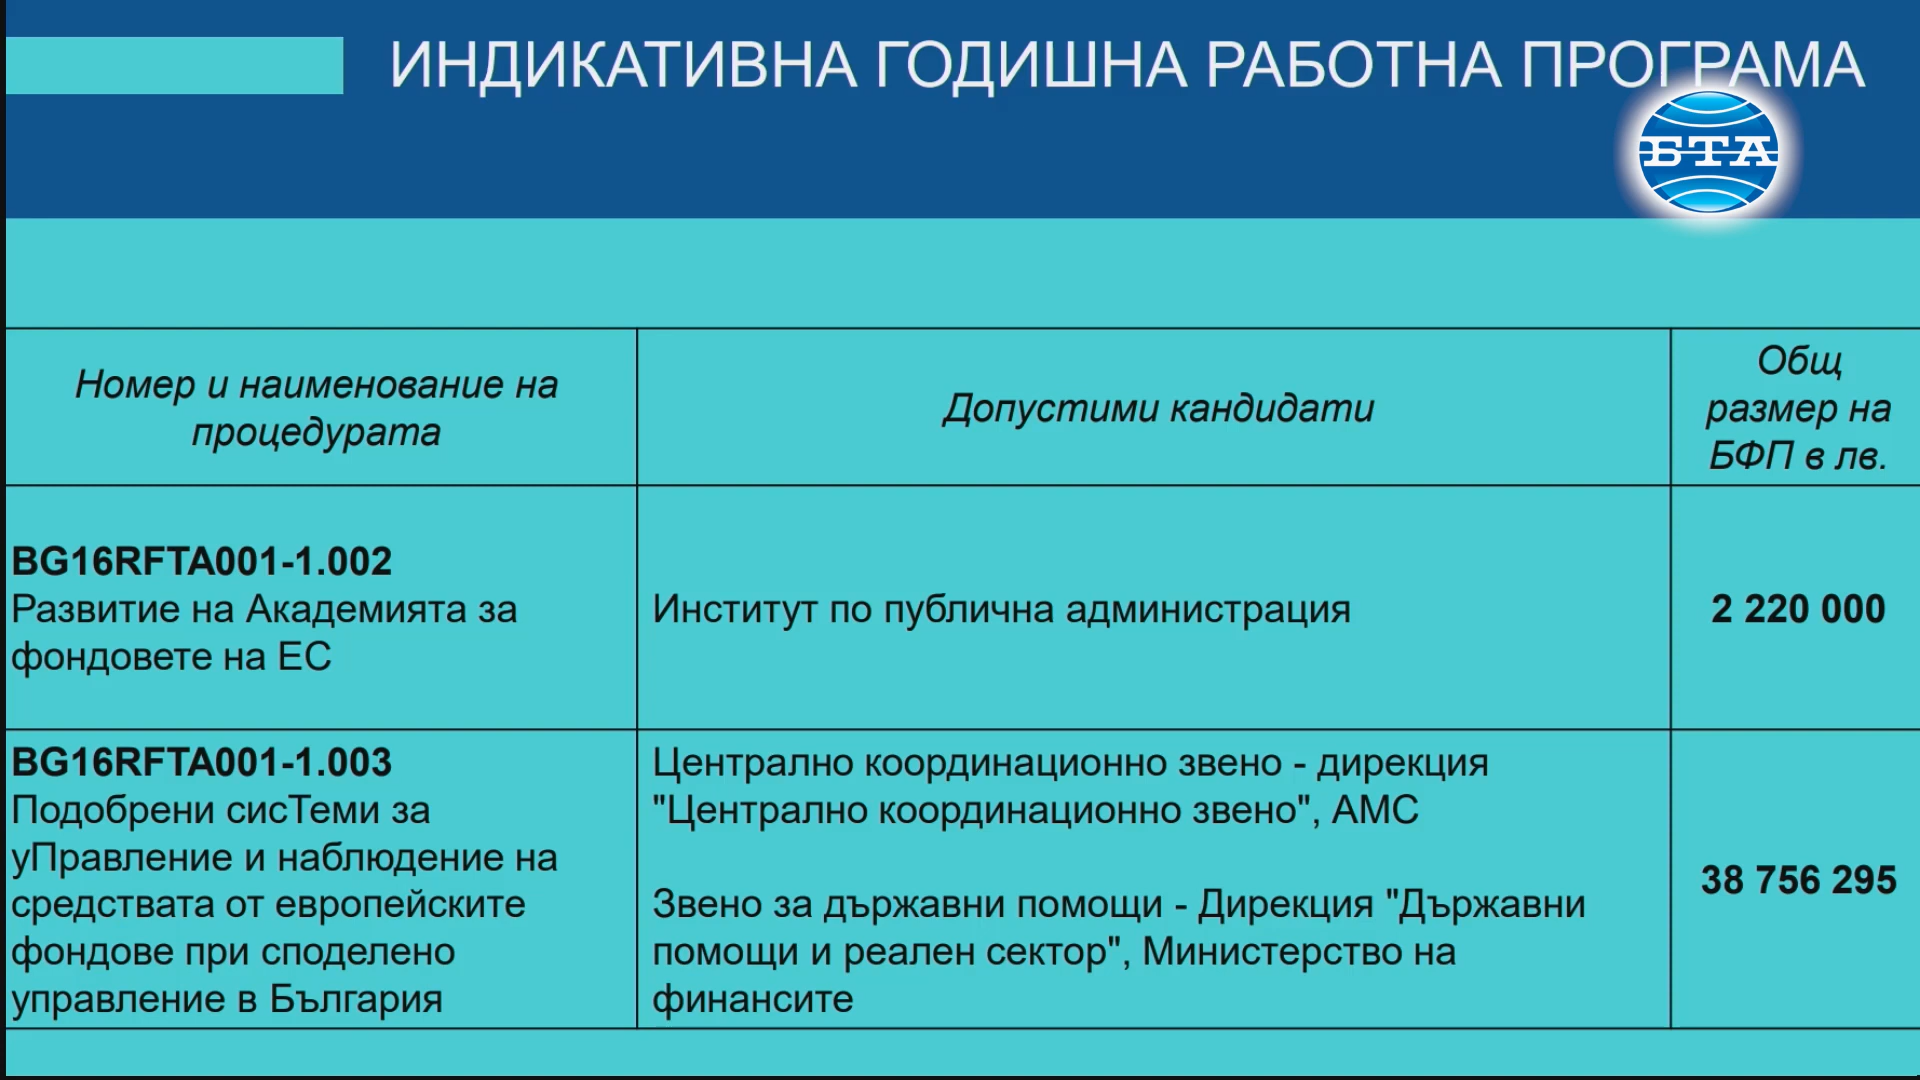 ИНДИКАТИВНА ГОДИШНА РАБОТНА ПРОГРАМА
БТА
Номер и наименование на
процедурата
Допустими кандидати
Общ
размер на
БФП в лв.
BG16RFTA001-1.002
Развитие на Академията за
фондовете на ЕС
Институт по публична администрация
2 220 000
BG16RFTA001-1.003
Подобрени сисТеми за
уПравление и наблюдение на
средствата от европейските
фондове при споделено
управление в България
Централно координационно звено - дирекция
"Централно координационно звено", АМС
Звено за държавни помощи - Дирекция "Държавни
помощи и реален сектор", Министерство на
финансите
38 756 295